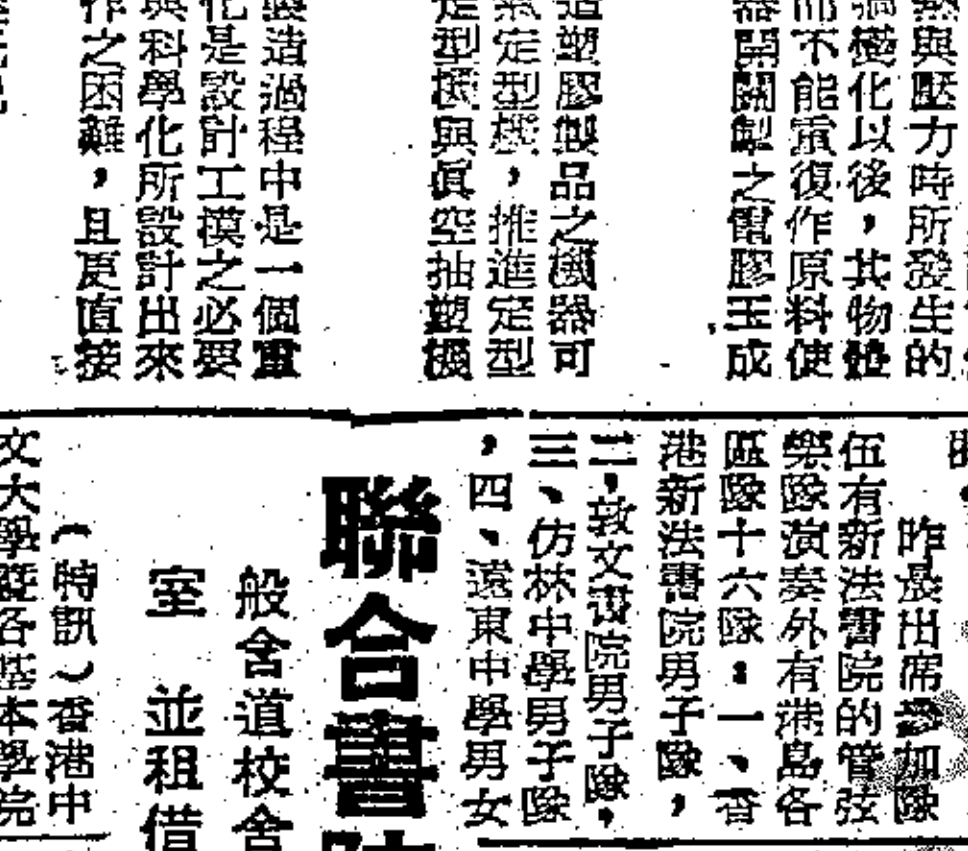 熱與壓力時所發生的
變化以後，其物體
而不能重復作原料使
器開關製之電膠玉成
造塑膠製品之機器可
氣定型機，推進定型
定型機與眞空抽塑機
製造過程中是一個重
化是設計工模之必要
與科學化所設計出來
作之困難，且更直接
昨晨出席參加隊
伍有新法書院的管弦
樂隊演奏外有港島各
區隊十六隊：一、香
港新法書院男子隊，
二，敦文書院男子隊，
三、仿林中學男子隊
，四、遠東中學男女
聯合書院
般含道校舍
室 並租借
（特訊）香港中
文大學暨各基本學院